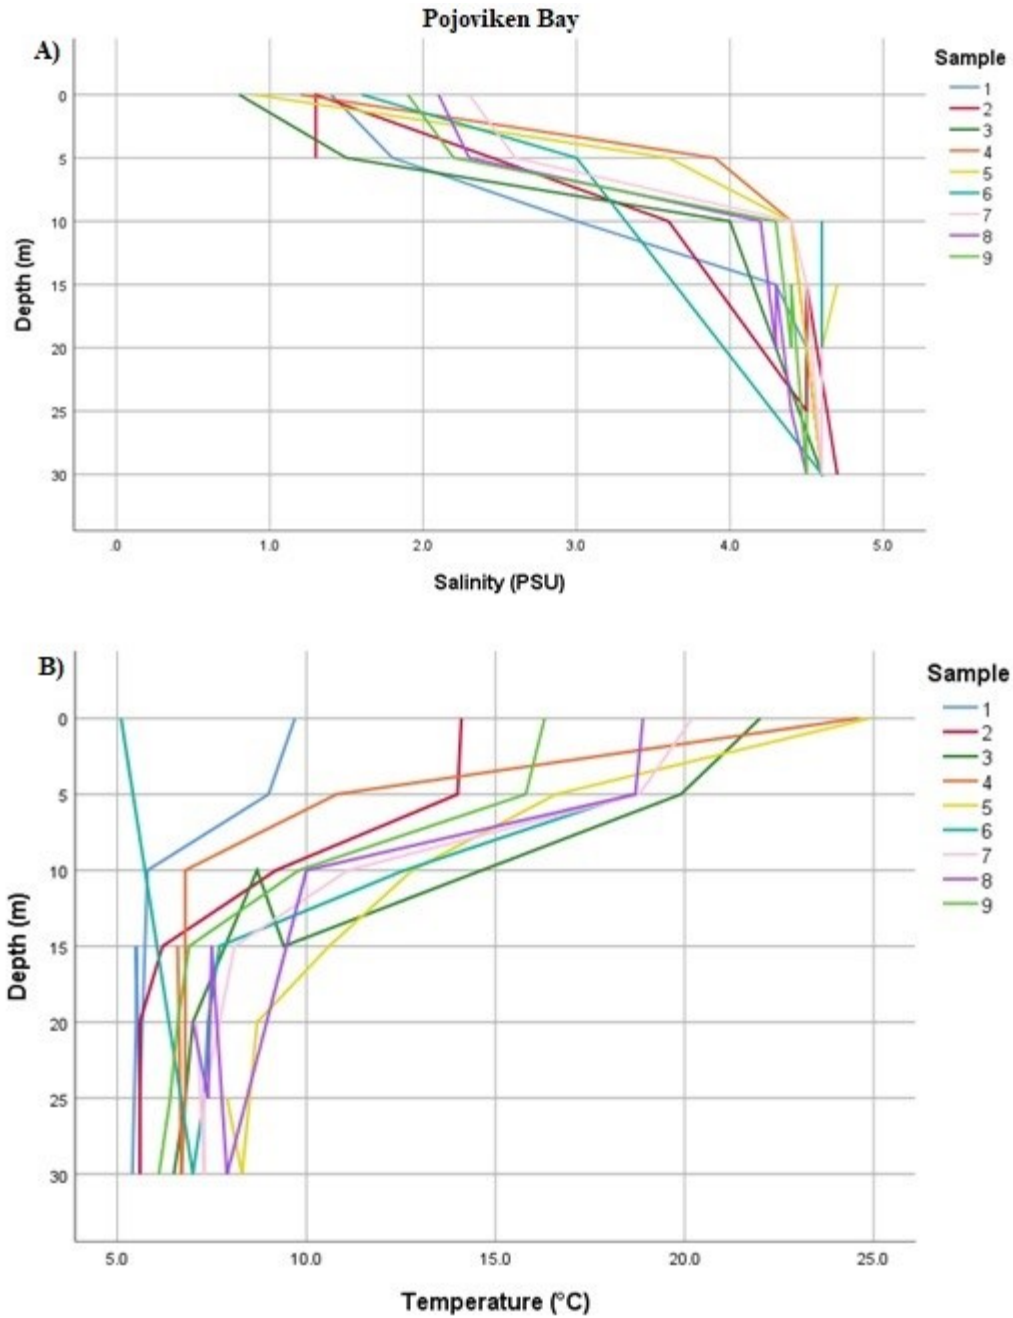 Pojoviken Bay
A)
Sample
1
2
3
4
5
6
7
8
9
0
5
10
15
20
25
30
Depth (m)
.0 1.0 2.0 3.0 4.0 5.0
Salinity (PSU)
B)
Sample
1
2
3
4
5
6
7
8
9
0
5
10
15
20
25
30
Depth (m)
5.0 10.0 15.0 20.0 25.0
Temperature (°C)